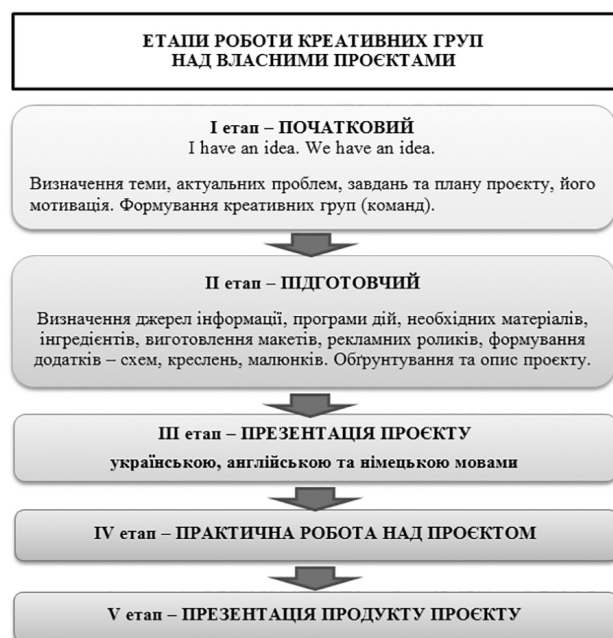 ЕТАПИ РОБОТИ КРЕАТИВНИХ ГРУП
НАД ВЛАСНИМИ ПРОЄКТАМИ
I етап – ПОЧАТКОВИЙ
I have an idea. We have an idea.
Визначення теми, актуальних проблем, завдань та плану проєкту, його
мотивація. Формування креативних груп (команд).
II етап – ПІДГОТОВЧИЙ
Визначення джерел інформації, програми дій, необхідних матеріалів,
інгредієнтів, виготовлення макетів, рекламних роликів, формування
додатків – схем, креслень, малюнків. Обґрунтування та опис проєкту.
III етап – ПРЕЗЕНТАЦІЯ ПРОЄКТУ
українською, англійською та німецькою мовами
IV етап – ПРАКТИЧНА РОБОТА НАД ПРОЄКТОМ
V етап – ПРЕЗЕНТАЦІЯ ПРОДУКТУ ПРОЄКТУ